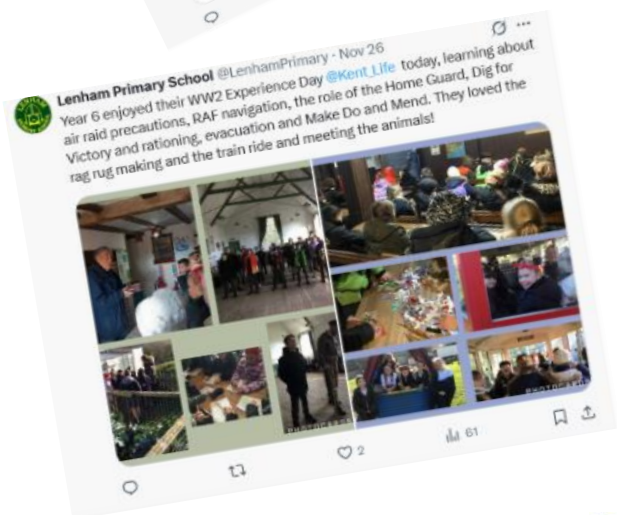 Lenham Primary School @LenhamPrimary · Nov 26
Year 6 enjoyed their WW2 Experience Day @Kent_Life today, learning about
air raid precautions, RAF navigation, the role of the Home Guard, Dig for
Victory and rationing, evacuation and Make Do and Mend. They loved the
rag rug making and the train ride and meeting the animals!
2
61